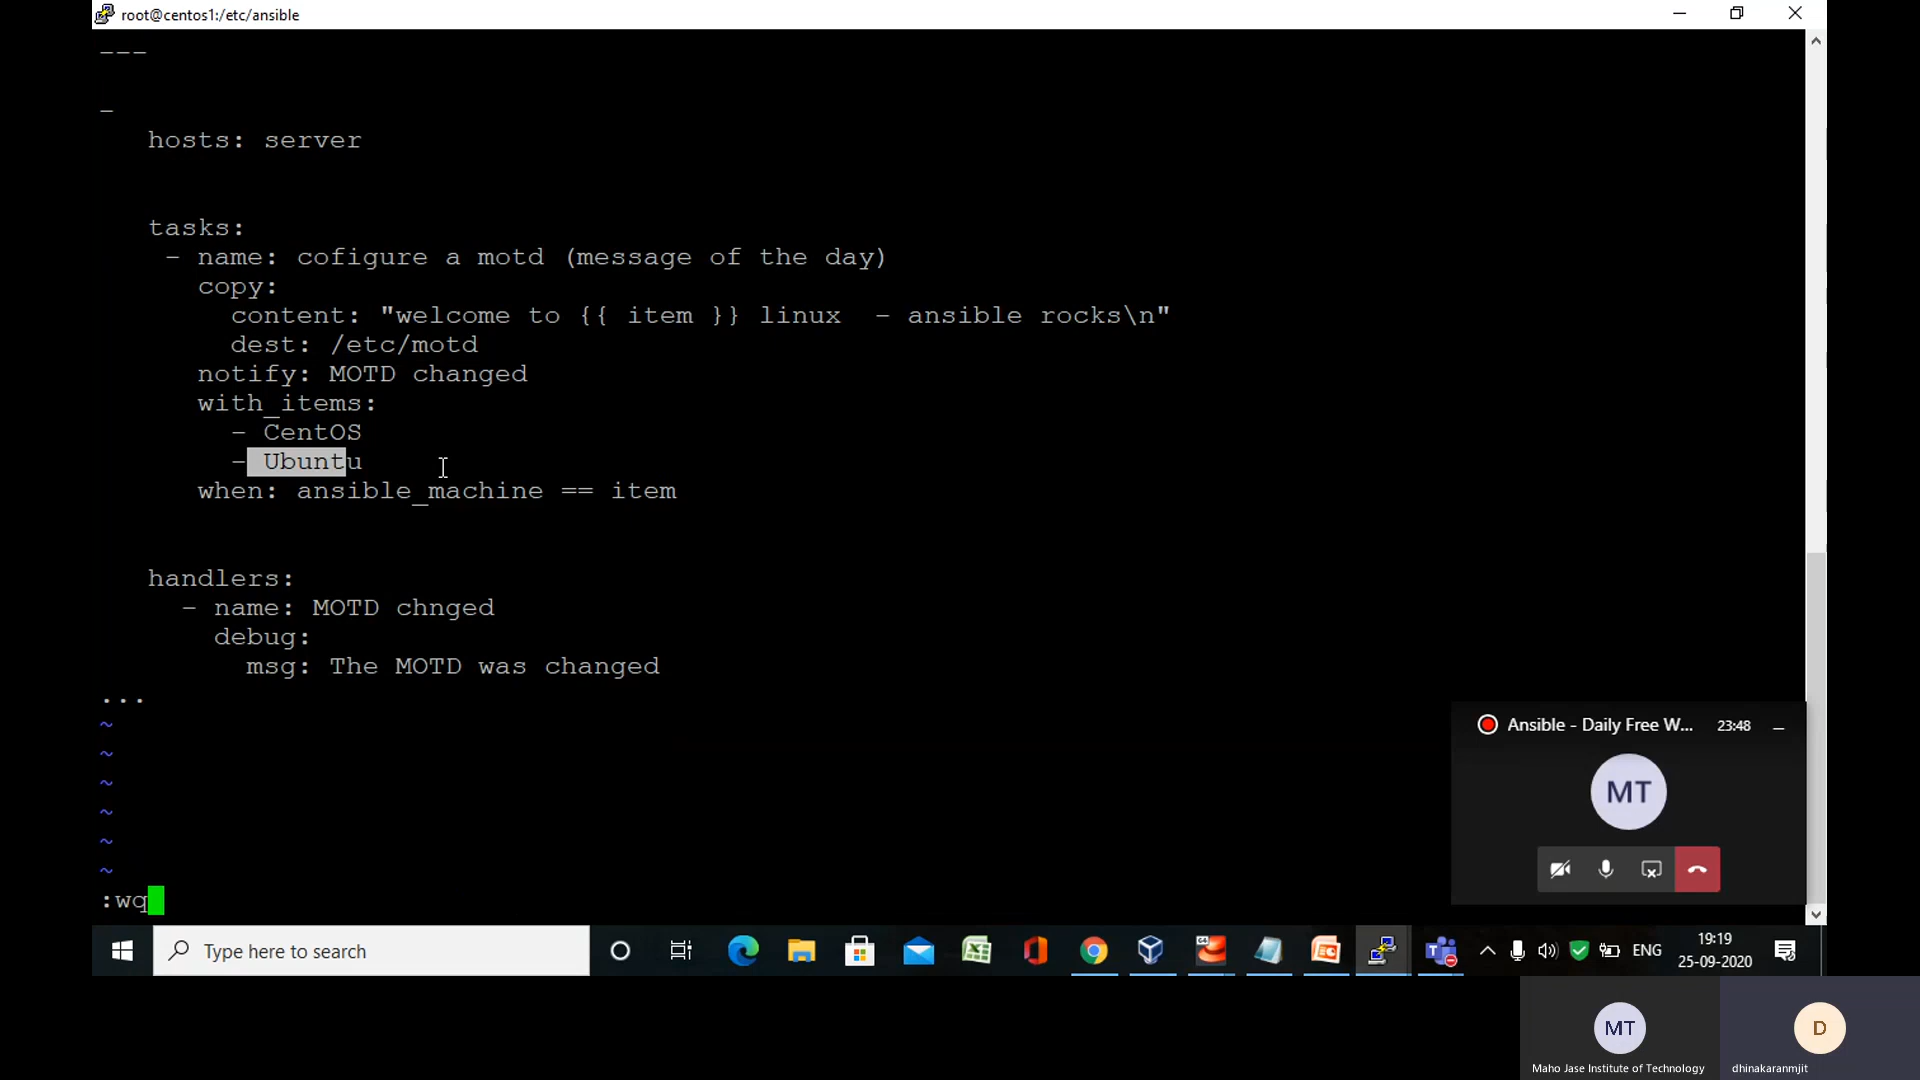 root@centos1:/etc/ansible
---
-
hosts: server
tasks:
- name: cofigure a motd (message of the day)
copy:
content: "welcome to {{ item }} linux  - ansible rocks\n"
dest: /etc/motd
notify: MOTD changed
with_items:
- CentOS
- Ubuntu
when: ansible_machine == item
handlers:
- name: MOTD chnged
debug:
msg: The MOTD was changed
...
~
~
~
~
~
~
:wq
Ansible - Daily Free W... 23:48
MT
Type here to search
ENG
19:19
25-09-2020
MT
D
Maho Jase Institute of Technology
dhinakaranmjit